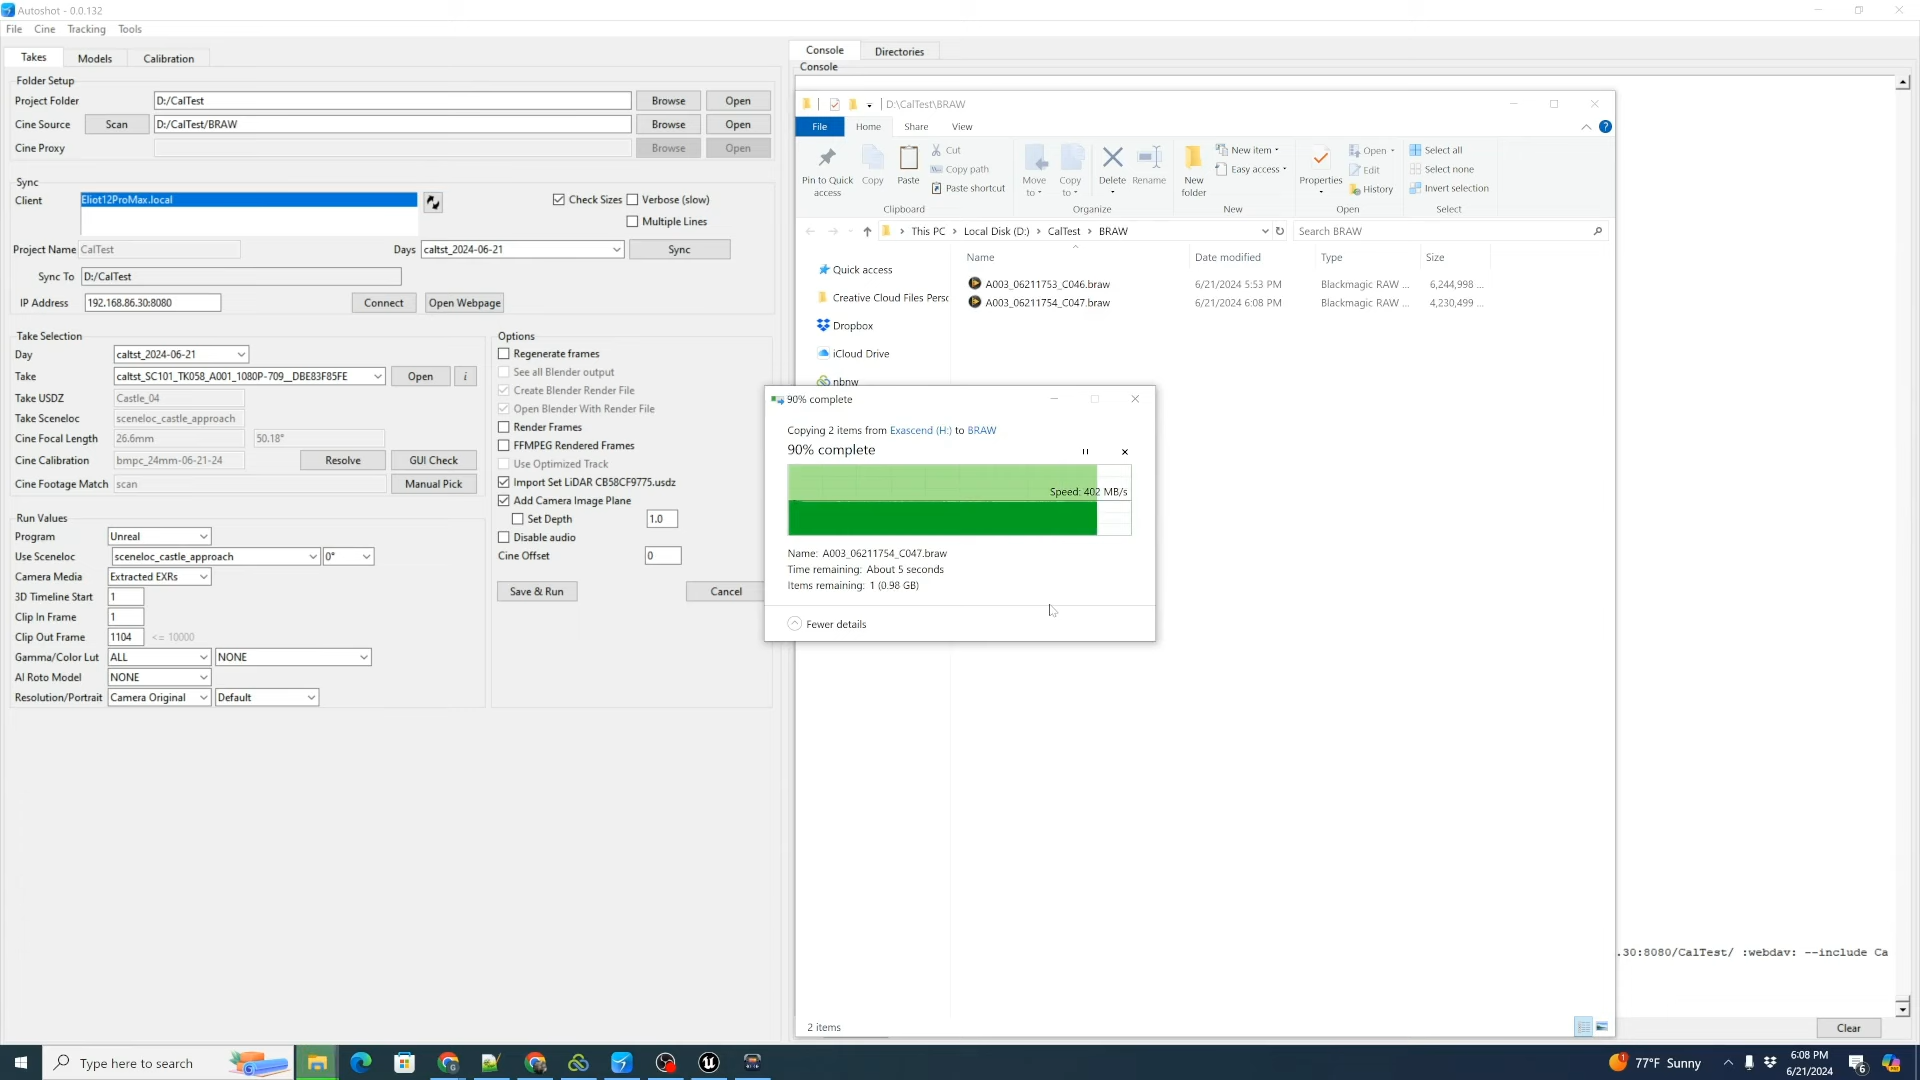 Autoshot - 0.0.132
File Cine Tracking Tools
Takes Models Calibration
Folder Setup
Project Folder D:/CalTest Browse Open
Cine Source Scan D:/CalTest/BRAW Browse Open
Cine Proxy Browse Open
Sync
Client Eliot12ProMax.local Check Sizes Verbose (slow)
Multiple Lines
Project Name CalTest Days caltst_2024-06-21 Sync
Sync To D:/CalTest
IP Address 192.168.86.30:8080 Connect Open Webpage
Take Selection
Day caltst_2024-06-21
Take caltst_SC101_TK058_A001_1080P-709__DBE83F85FE Open i
Take USDZ Castle_04
Take Sceneloc sceneloc_castle_approach
Cine Focal Length 26.6mm 50.18°
Cine Calibration bmpc_24mm-06-21-24 Resolve GUI Check
Cine Footage Match scan Manual Pick
Options
Regenerate frames
See all Blender output
Create Blender Render File
Open Blender With Render File
Render Frames
FFMPEG Rendered Frames
Use Optimized Track
Import Set LiDAR CB58CF9775.usdz
Add Camera Image Plane
Set Depth 1.0
Disable audio
Cine Offset 0
Save & Run Cancel
Run Values
Program Unreal
Use Sceneloc sceneloc_castle_approach 0°
Camera Media Extracted EXRs
3D Timeline Start 1
Clip In Frame 1
Clip Out Frame 1104 <= 10000
Gamma/Color Lut ALL NONE
AI Roto Model NONE
Resolution/Portrait Camera Original Default
Console Directories
Console
D:\CalTest\BRAW
File Home Share View
Pin to Quick access
Copy
Paste
Cut
Copy path
Paste shortcut
Clipboard
Move to
Copy to
Delete
Rename
Organize
New folder
New item
Easy access
New
Properties
Open
Edit
History
Open
Select all
Select none
Invert selection
Select
This PC Local Disk (D:) CalTest BRAW
Search BRAW
Name Date modified Type Size
A003_06211753_C046.braw 6/21/2024 5:53 PM Blackmagic RAW ... 6,244,998 ...
A003_06211754_C047.braw 6/21/2024 6:08 PM Blackmagic RAW ... 4,230,499 ...
Quick access
Creative Cloud Files Perso
Dropbox
iCloud Drive
nbnw
90% complete
Copying 2 items from Exascend (H:) to BRAW
90% complete
Speed: 402 MB/s
Name: A003_06211754_C047.braw
Time remaining: About 5 seconds
Items remaining: 1 (0.98 GB)
Fewer details
2 items
.30:8080/CalTest/ :webdav: --include Ca
Clear
Type here to search
77°F Sunny
6:08 PM
6/21/2024
6